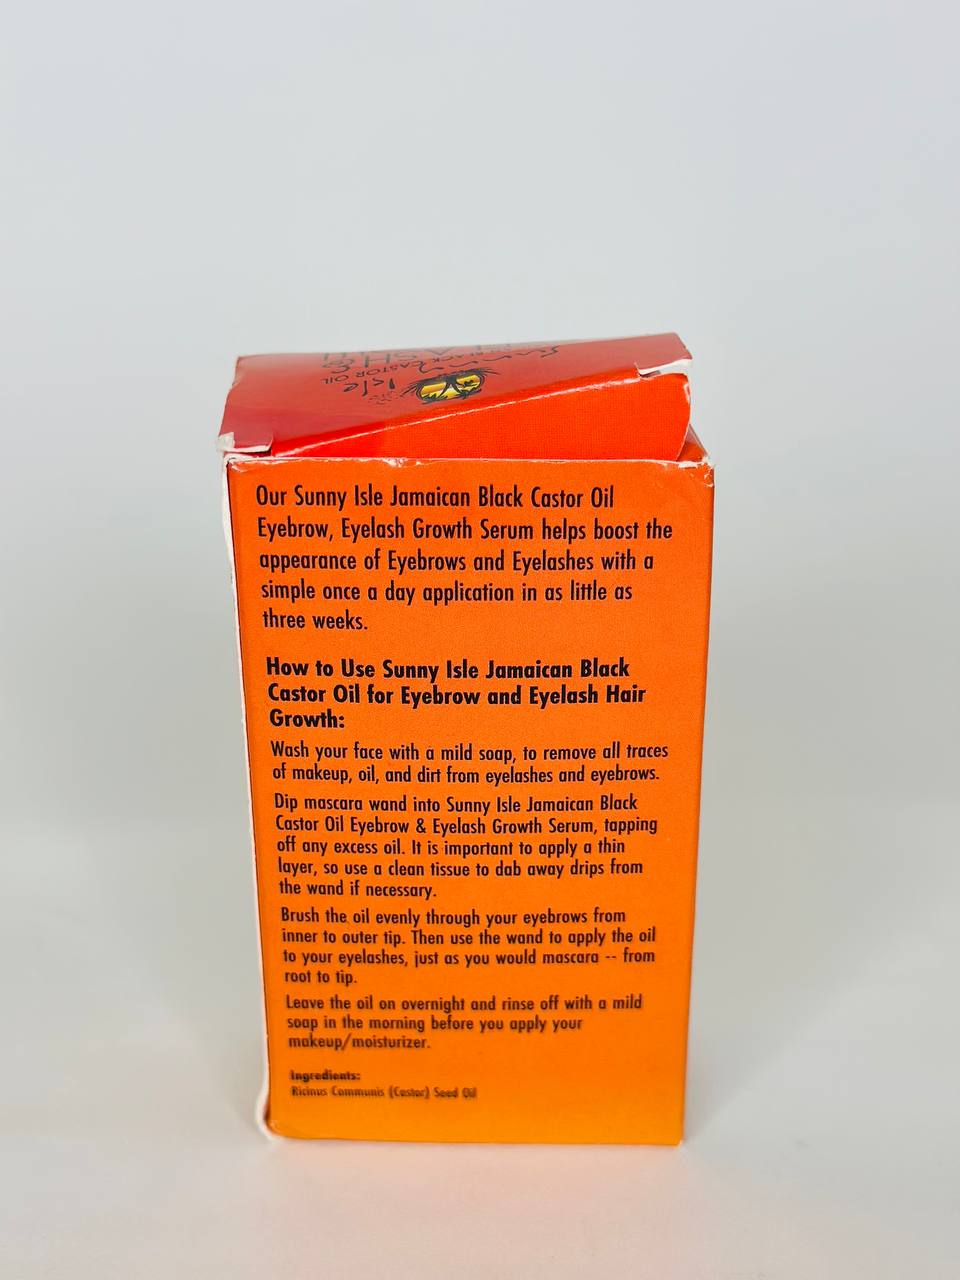 Sunny
Isle
BLACK CASTOR OIL
LASH &
Our Sunny Isle Jamaican Black Castor Oil
Eyebrow, Eyelash Growth Serum helps boost the
appearance of Eyebrows and Eyelashes with a
simple once a day application in as little as
three weeks.
How to Use Sunny Isle Jamaican Black
Castor Oil for Eyebrow and Eyelash Hair
Growth:
Wash your face with a mild soap, to remove all traces
of makeup, oil, and dirt from eyelashes and eyebrows.
Dip mascara wand into Sunny Isle Jamaican Black
Castor Oil Eyebrow & Eyelash Growth Serum, tapping
off any excess oil. It is important to apply a thin
layer, so use a clean tissue to dab away drips from
the wand if necessary.
Brush the oil evenly through your eyebrows from
inner to outer tip. Then use the wand to apply the oil
to your eyelashes, just as you would mascara -- from
root to tip.
Leave the oil on overnight and rinse off with a mild
soap in the morning before you apply your
makeup/moisturizer.
Ingredients:
Ricinus Communis (Castor) Seed Oil